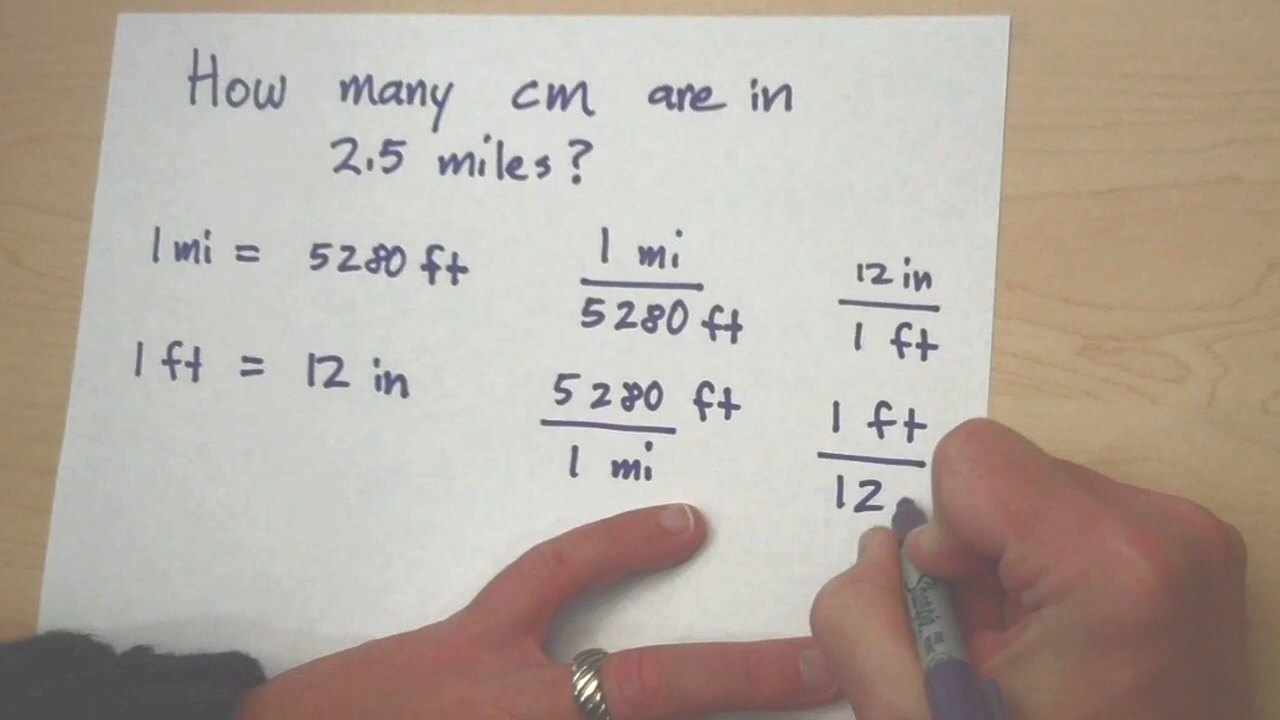 How many cm are in
2.5 miles?
1 mi = 5280 ft
1 ft = 12 in
1 mi
5280 ft
5280 ft
1 mi
12 in
1 ft
1 ft
12
Sharpie